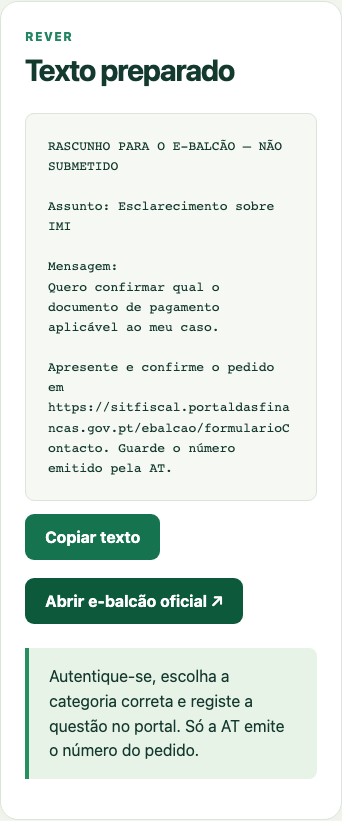 REVER
Texto preparado
RASCUNHO PARA O E-BALCÃO — NÃO
SUBMETIDO
Assunto: Esclarecimento sobre
IMI
Mensagem:
Quero confirmar qual o
documento de pagamento
aplicável ao meu caso.
Apresente e confirme o pedido
em
https://sitfiscal.portaldasfina
ncas.gov.pt/ebalcao/formularioC
ontacto. Guarde o número
emitido pela AT.
Copiar texto
Abrir e-balcão oficial ↗
Autentique-se, escolha a
categoria correta e registe a
questão no portal. Só a AT emite
o número do pedido.